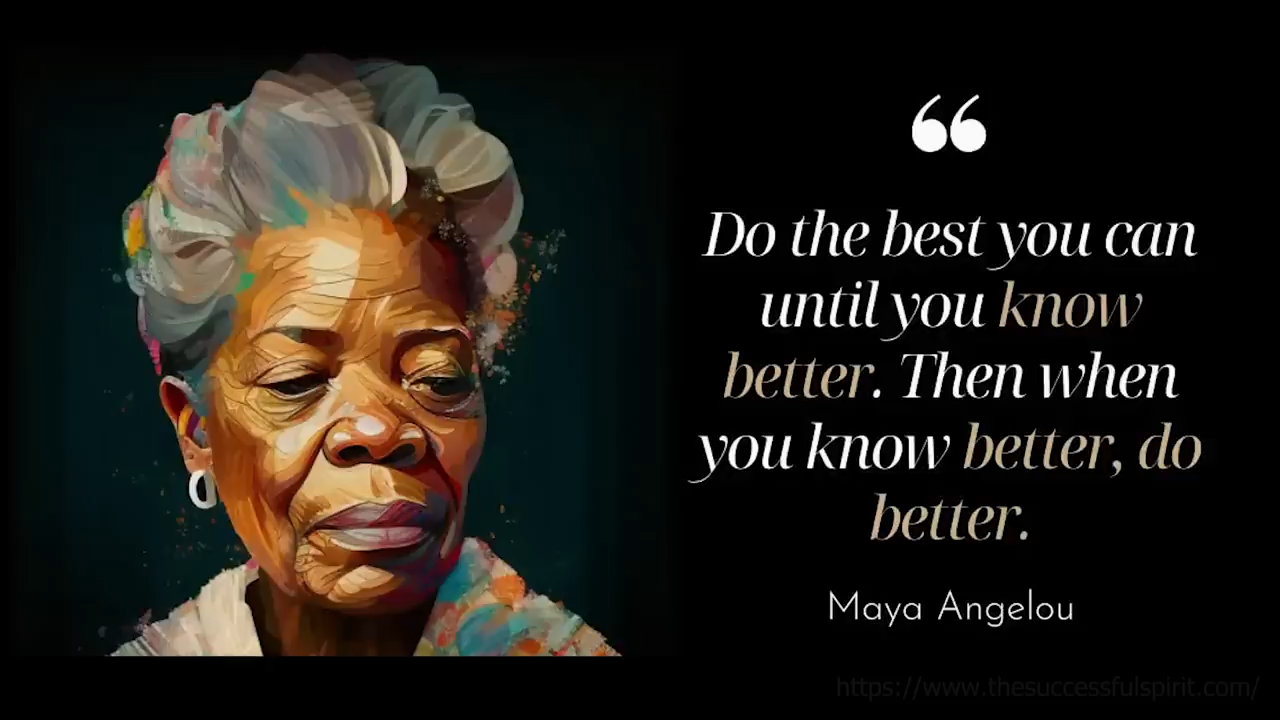 “
Do the best you can
until you know
better. Then when
you know better, do
better.
Maya Angelou
https://www.thesuccessfulspirit.com/